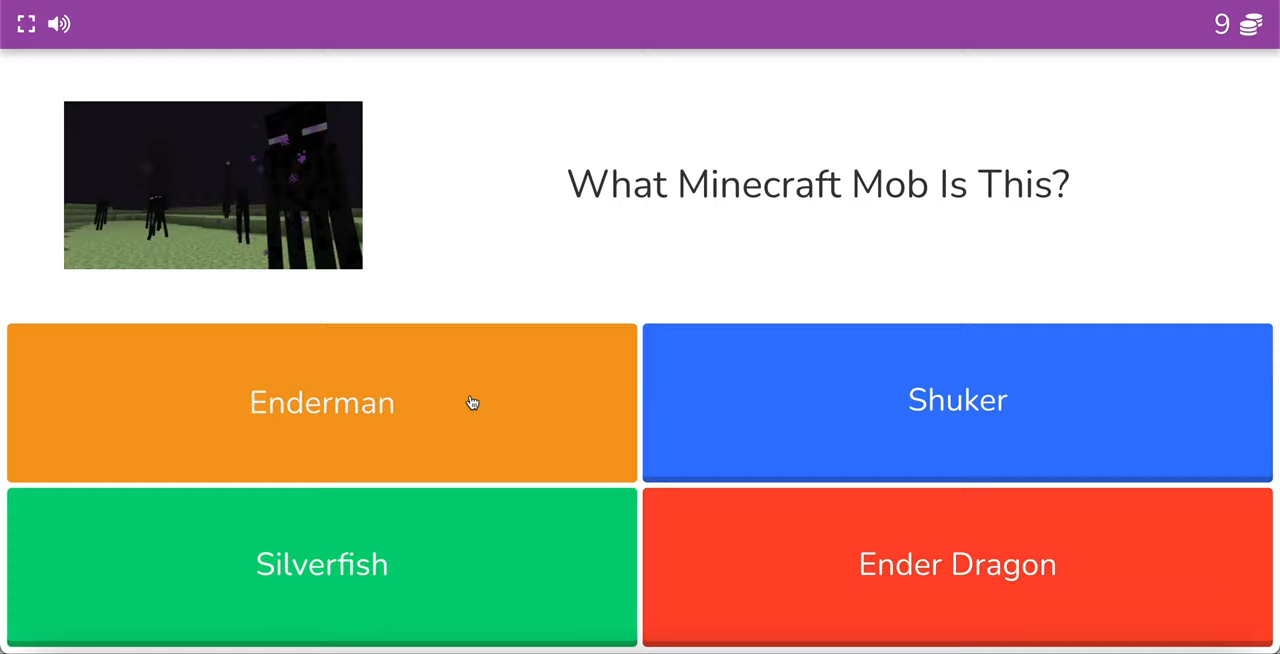 9
What Minecraft Mob Is This?
Enderman
Shuker
Silverfish
Ender Dragon